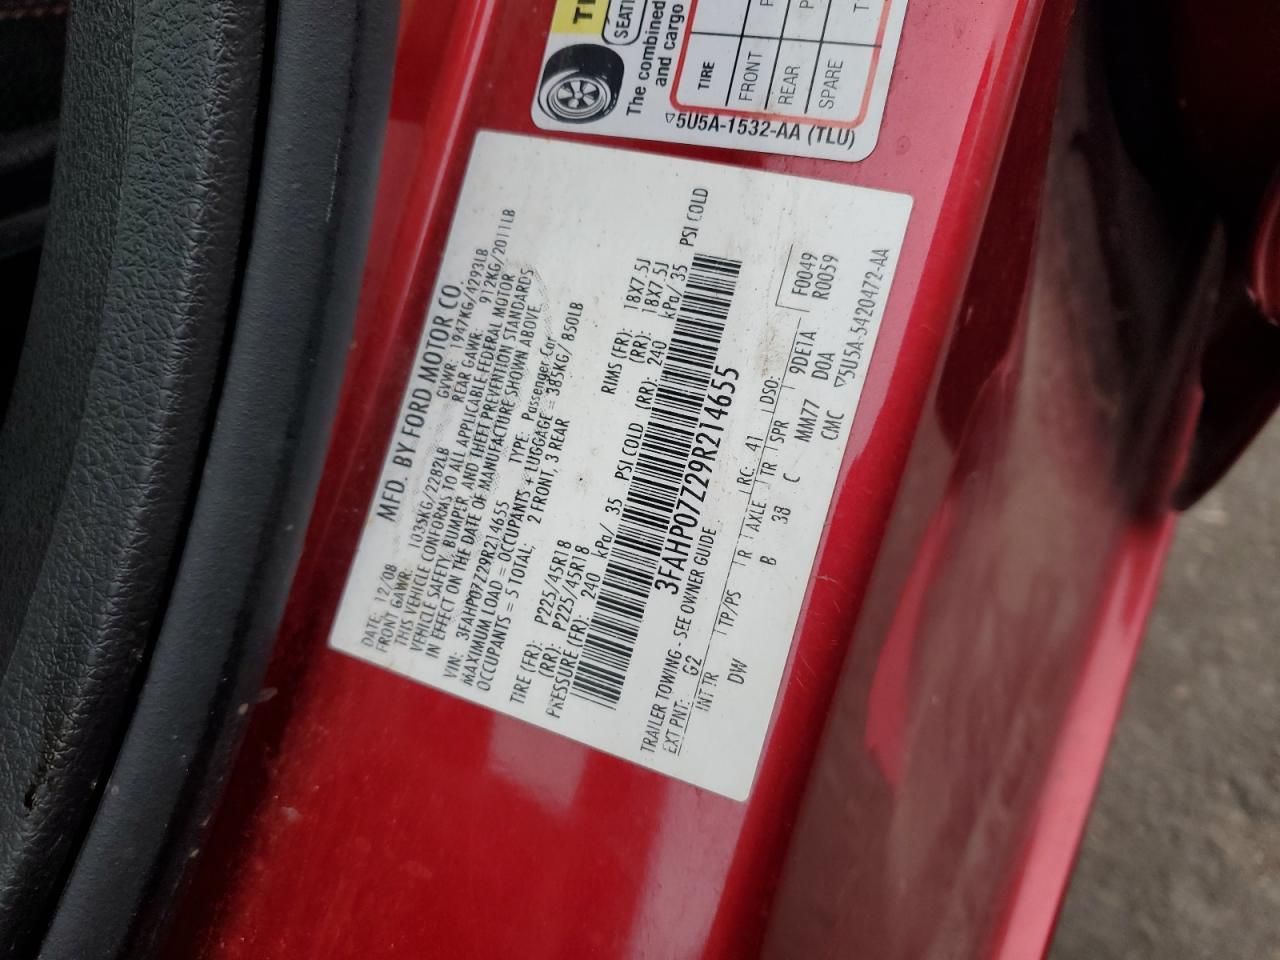 TI
SEATI
The combined
and cargo
TIRE
FRONT P
REAR P
SPARE T
5U5A-1532-AA (TLU)
MFD. BY FORD MOTOR CO.
DATE: 12/08 GVWR: 1947KG/4293LB
FRONT GAWR: 1035KG/2282LB REAR GAWR: 912KG/2011LB
THIS VEHICLE CONFORMS TO ALL APPLICABLE FEDERAL MOTOR
VEHICLE SAFETY, BUMPER, AND THEFT PREVENTION STANDARDS
IN EFFECT ON THE DATE OF MANUFACTURE SHOWN ABOVE
VIN: 3FAHP07Z29R214655 TYPE: Passenger Car
MAXIMUM LOAD = OCCUPANTS + LUGGAGE = 385KG/ 850LB
OCCUPANTS = 5 TOTAL, 2 FRONT, 3 REAR
TIRE (FR): P225/45R18 RIMS (FR): 18X7.5J
(RR): P225/45R18 (RR): 18X7.5J
PRESSURE (FR): 240 kPa/ 35 PSI COLD (RR): 240 kPa/ 35 PSI COLD
3FAHP07Z29R214655
TRAILER TOWING - SEE OWNER GUIDE
EXT PNT: G2 RC: 41 DSO: F0049
INT TR TP/PS R AXLE TR SPR 9DE1A R0059
DW B 38 C MM77 D0A
CMC 5U5A-5420472-AA